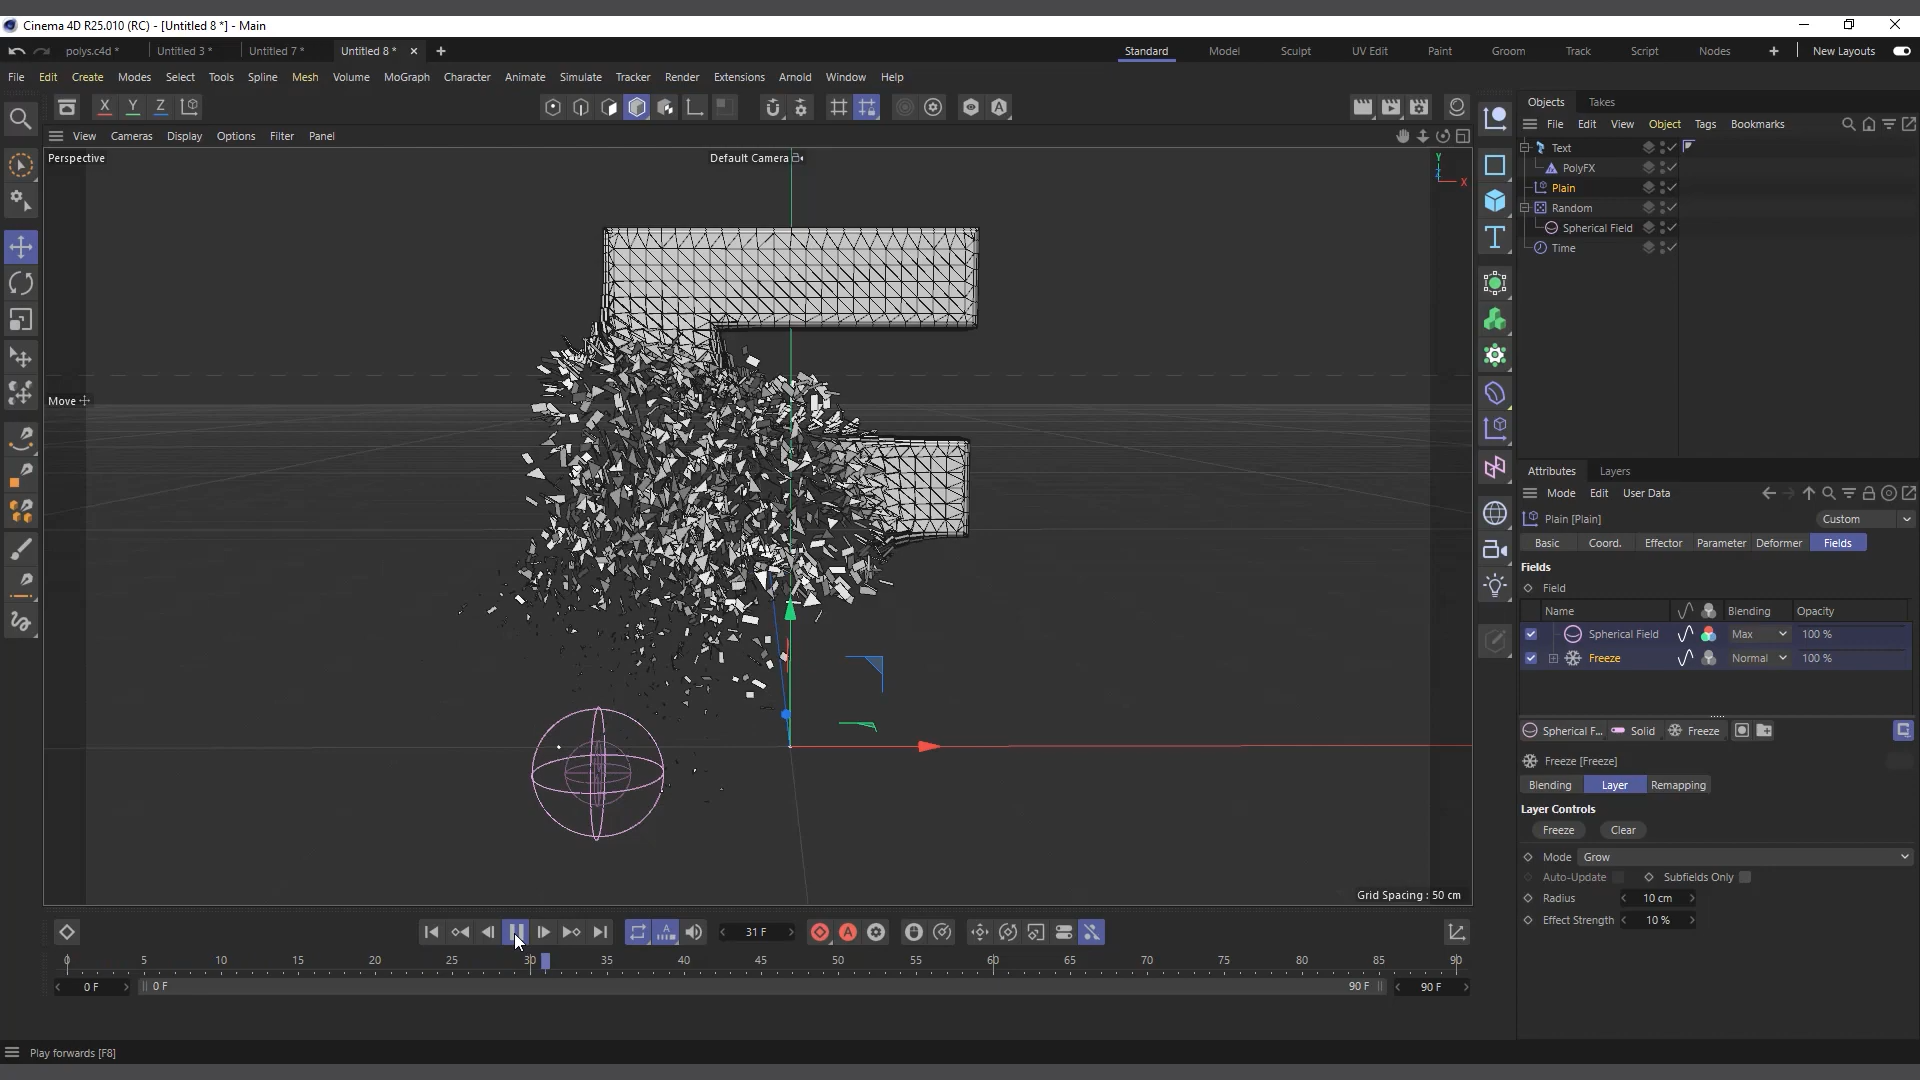 Cinema 4D R25.010 (RC) - [Untitled 8 *] - Main
polys.c4d * Untitled 3 * Untitled 7 * Untitled 8 * Standard Model Sculpt UV Edit Paint Groom Track Script Nodes New Layouts
File Edit Create Modes Select Tools Spline Mesh Volume MoGraph Character Animate Simulate Tracker Render Extensions Arnold Window Help
X Y Z
Objects Takes
View Cameras Display Options Filter Panel
File Edit View Object Tags Bookmarks
Perspective Default Camera
Text
PolyFX
Plain
Random
Spherical Field
Time
Y
Z
X
Move
Attributes Layers
Mode Edit User Data
Plain [Plain] Custom
Basic Coord. Effector Parameter Deformer Fields
Fields
Field
Name Blending Opacity
Spherical Field Max 100 %
Freeze Normal 100 %
Spherical F... Solid Freeze
Freeze [Freeze]
Blending Layer Remapping
Layer Controls
Freeze Clear
Mode Grow
Auto-Update Subfields Only
Radius 10 cm
Effect Strength 10 %
Grid Spacing : 50 cm
31 F
0 5 10 15 20 25 30 35 40 45 50 55 60 65 70 75 80 85 90
0 F 0 F 90 F 90 F
Play forwards [F8]